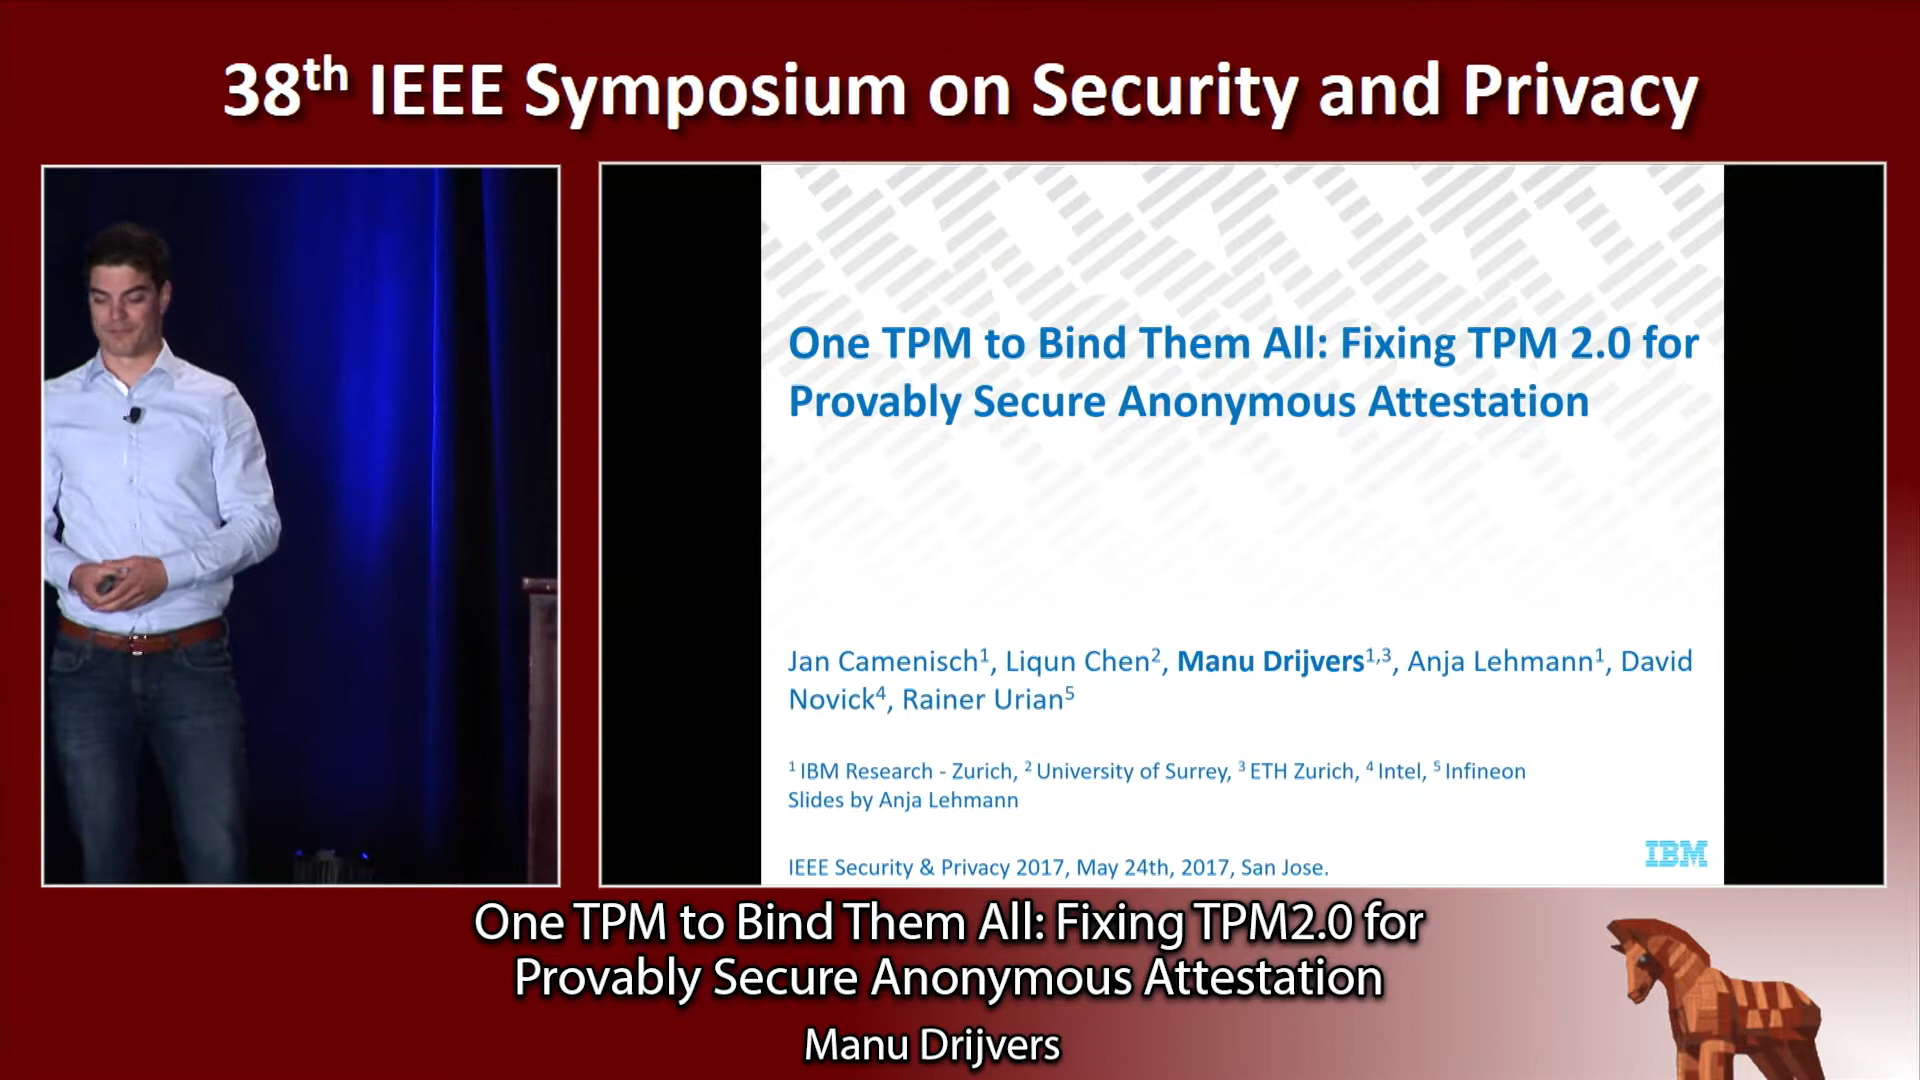 38th IEEE Symposium on Security and Privacy
One TPM to Bind Them All: Fixing TPM 2.0 for
Provably Secure Anonymous Attestation
Jan Camenisch1, Liqun Chen2, Manu Drijvers1,3, Anja Lehmann1, David
Novick4, Rainer Urian5
1 IBM Research - Zurich, 2 University of Surrey, 3 ETH Zurich, 4 Intel, 5 Infineon
Slides by Anja Lehmann
IEEE Security & Privacy 2017, May 24th, 2017, San Jose.
IBM
One TPM to Bind Them All: Fixing TPM2.0 for
Provably Secure Anonymous Attestation
Manu Drijvers